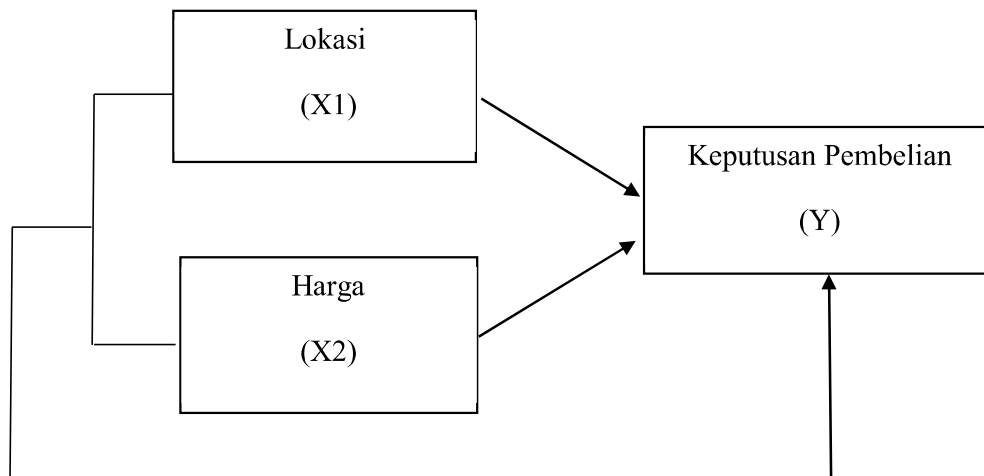 Lokasi
(X1)
Keputusan Pembelian
(Y)
Harga
(X2)